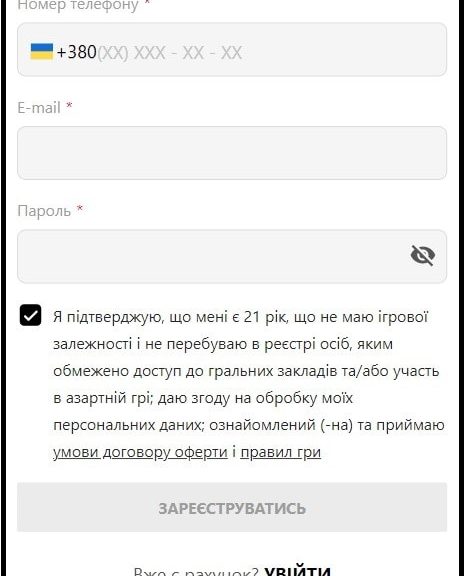 Номер телефону *
+380(XX) XXX - XX - XX
E-mail *
Пароль *
Я підтверджую, що мені є 21 рік, що не маю ігрової
залежності і не перебуваю в реєстрі осіб, яким
обмежено доступ до гральних закладів та/або участь
в азартній грі; даю згоду на обробку моїх
персональних даних; ознайомлений (-на) та приймаю
умови договору оферти і правил гри
ЗАРЕЄСТРУВАТИСЬ
Вже є рахунок? УВІЙТИ